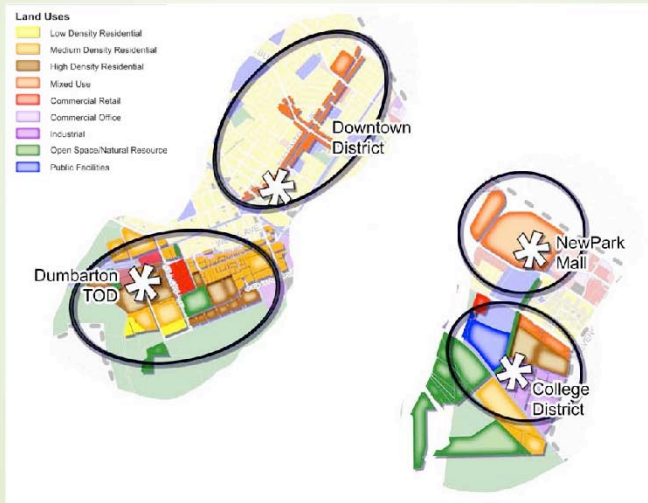 Land Uses
Low Density Residential
Medium Density Residential
High Density Residential
Mixed Use
Commercial Retail
Commercial Office
Industrial
Open Space/Natural Resource
Public Facilities
Downtown
District
NewPark
Mall
Dumbarton
TOD
College
District